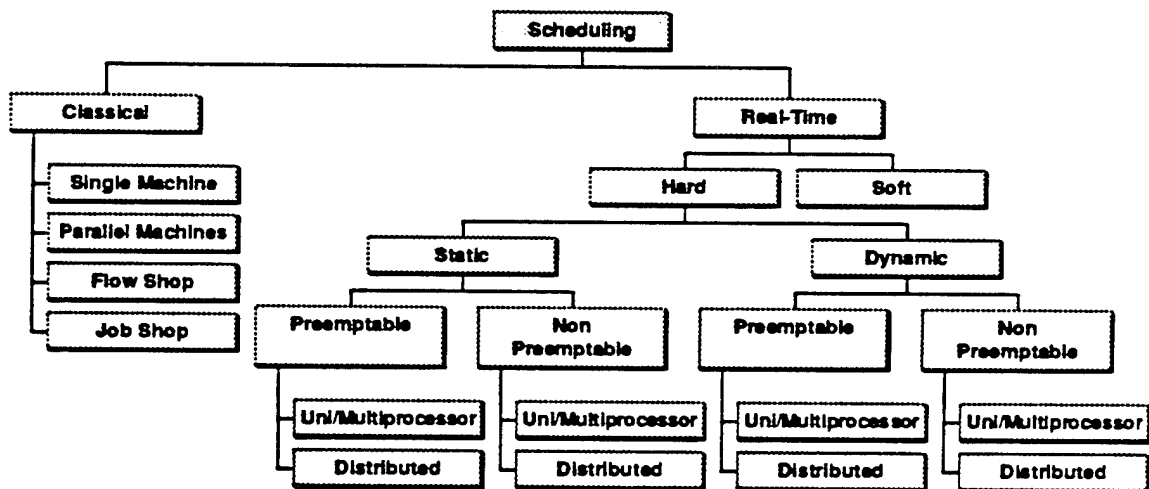 Scheduling
Classical
Real-Time
Single Machine
Hard
Soft
Parallel Machines
Static
Dynamic
Flow Shop
Job Shop
Preemptable
Non
Preemptable
Preemptable
Non
Preemptable
Uni/Multiprocessor
Uni/Multiprocessor
Uni/Multiprocessor
Uni/Multiprocessor
Distributed
Distributed
Distributed
Distributed